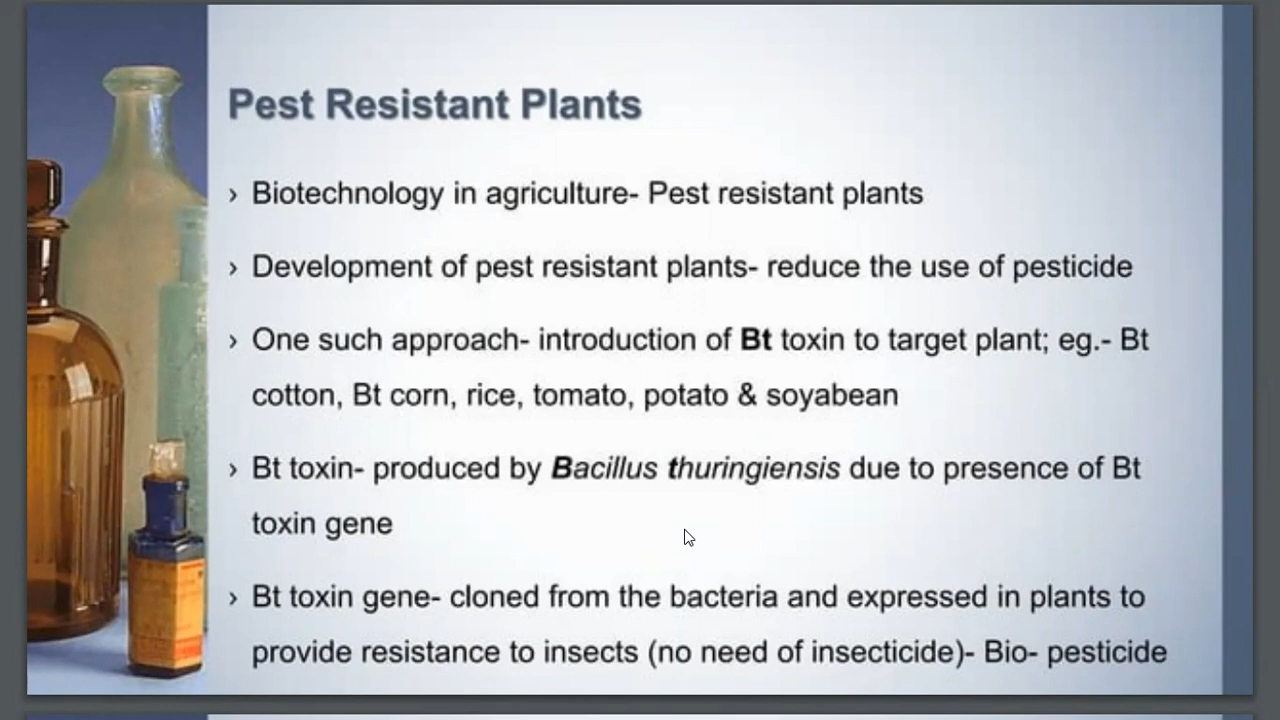 Pest Resistant Plants
› Biotechnology in agriculture- Pest resistant plants
› Development of pest resistant plants- reduce the use of pesticide
› One such approach- introduction of Bt toxin to target plant; eg.- Bt
cotton, Bt corn, rice, tomato, potato & soyabean
› Bt toxin- produced by Bacillus thuringiensis due to presence of Bt
toxin gene
› Bt toxin gene- cloned from the bacteria and expressed in plants to
provide resistance to insects (no need of insecticide)- Bio- pesticide